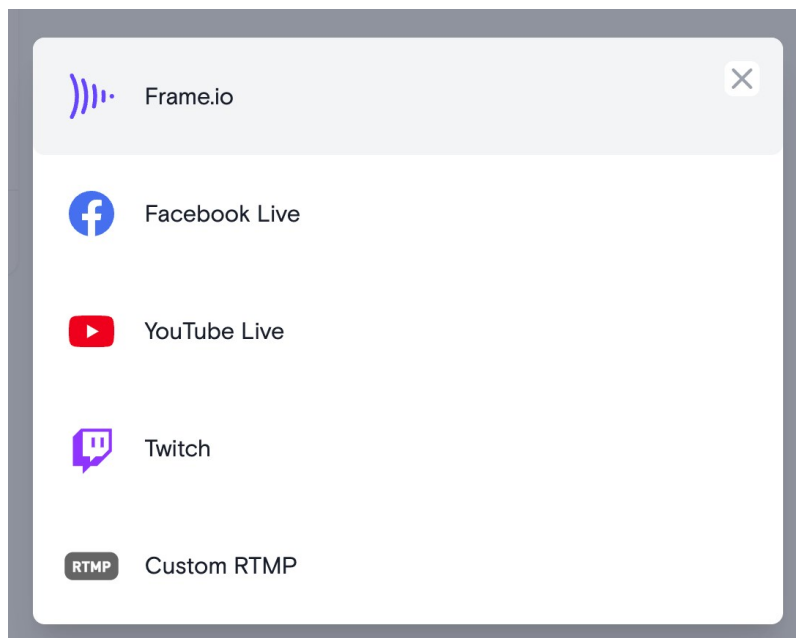 Frame.io
Facebook Live
YouTube Live
Twitch
RTMP Custom RTMP